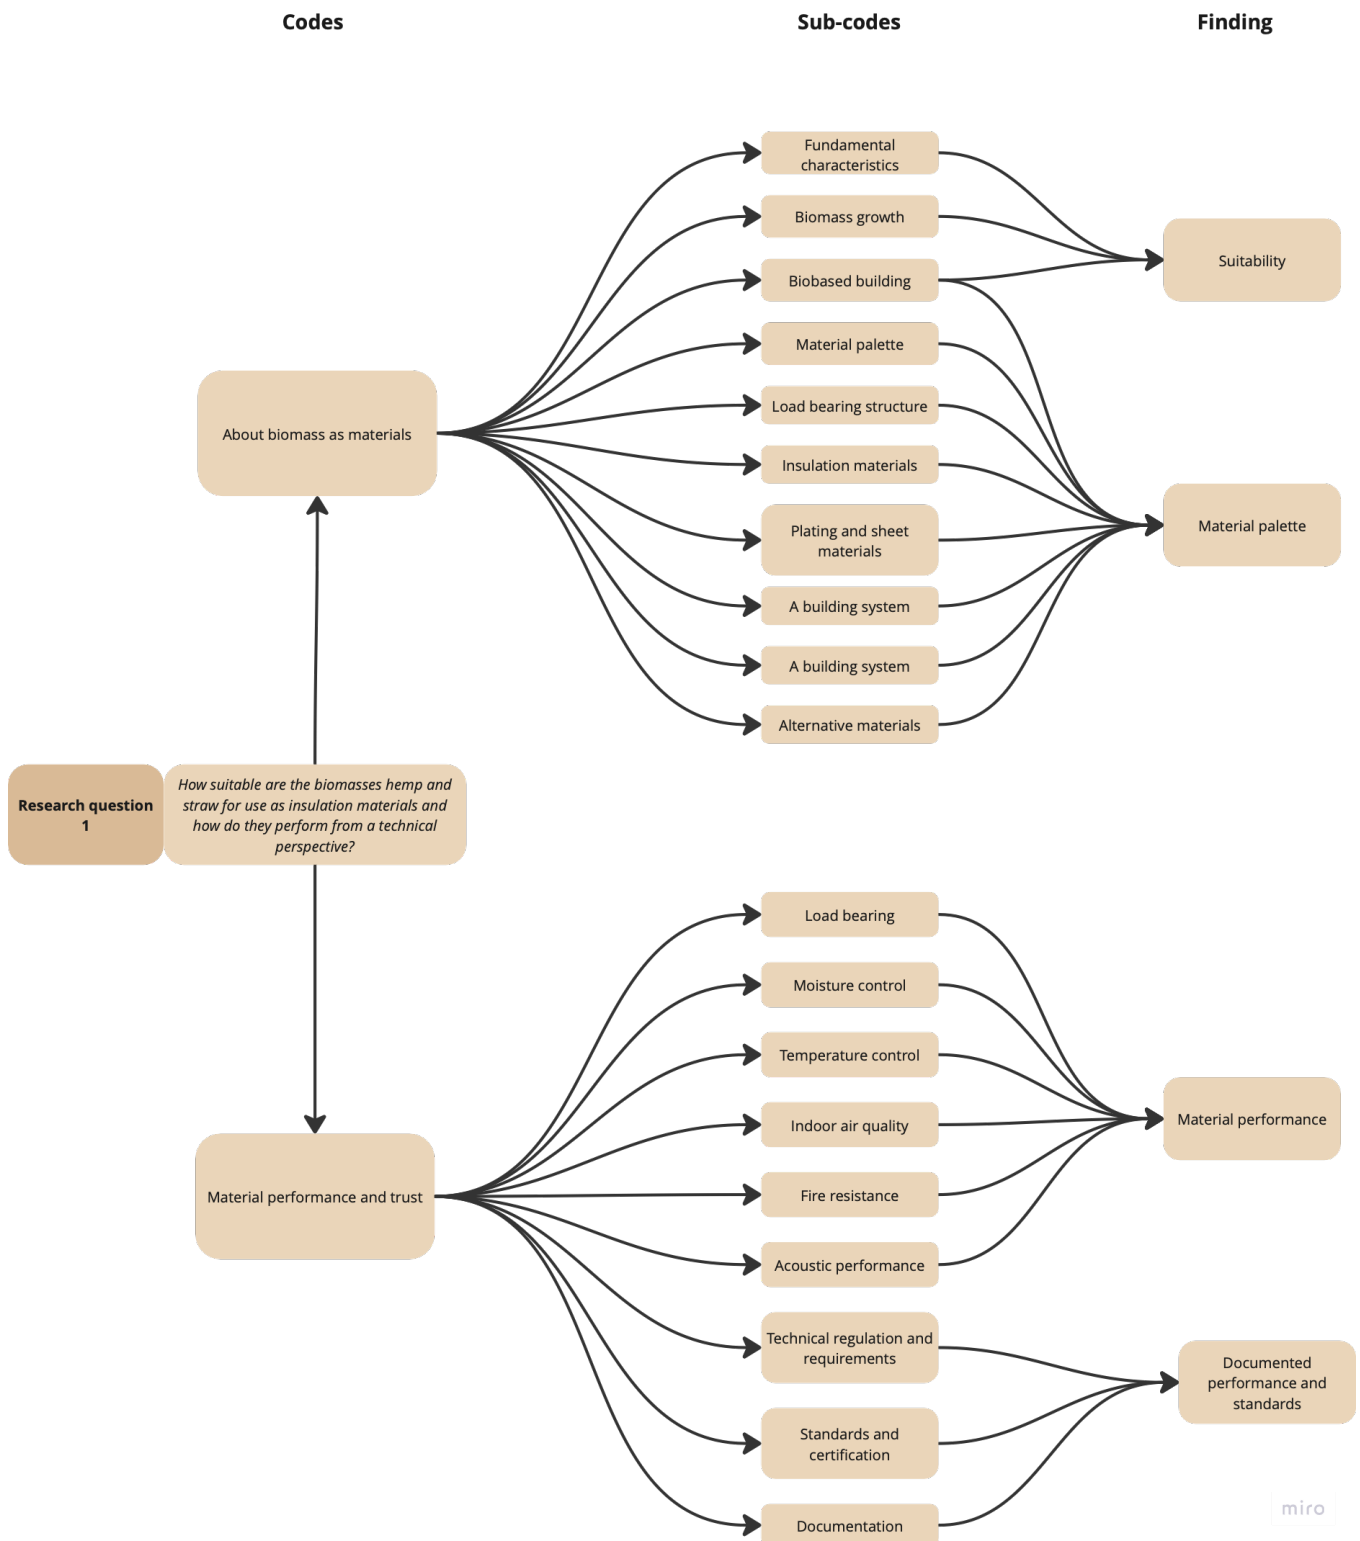 Codes
Sub-codes
Finding
Fundamental
characteristics
Biomass growth
Biobased building
Material palette
Load bearing structure
Insulation materials
Plating and sheet
materials
A building system
A building system
Alternative materials
Suitability
Material palette
About biomass as materials
Research question
1
How suitable are the biomasses hemp and
straw for use as insulation materials and
how do they perform from a technical
perspective?
Material performance and trust
Load bearing
Moisture control
Temperature control
Indoor air quality
Fire resistance
Acoustic performance
Technical regulation and
requirements
Standards and
certification
Documentation
Material performance
Documented
performance and
standards
miro